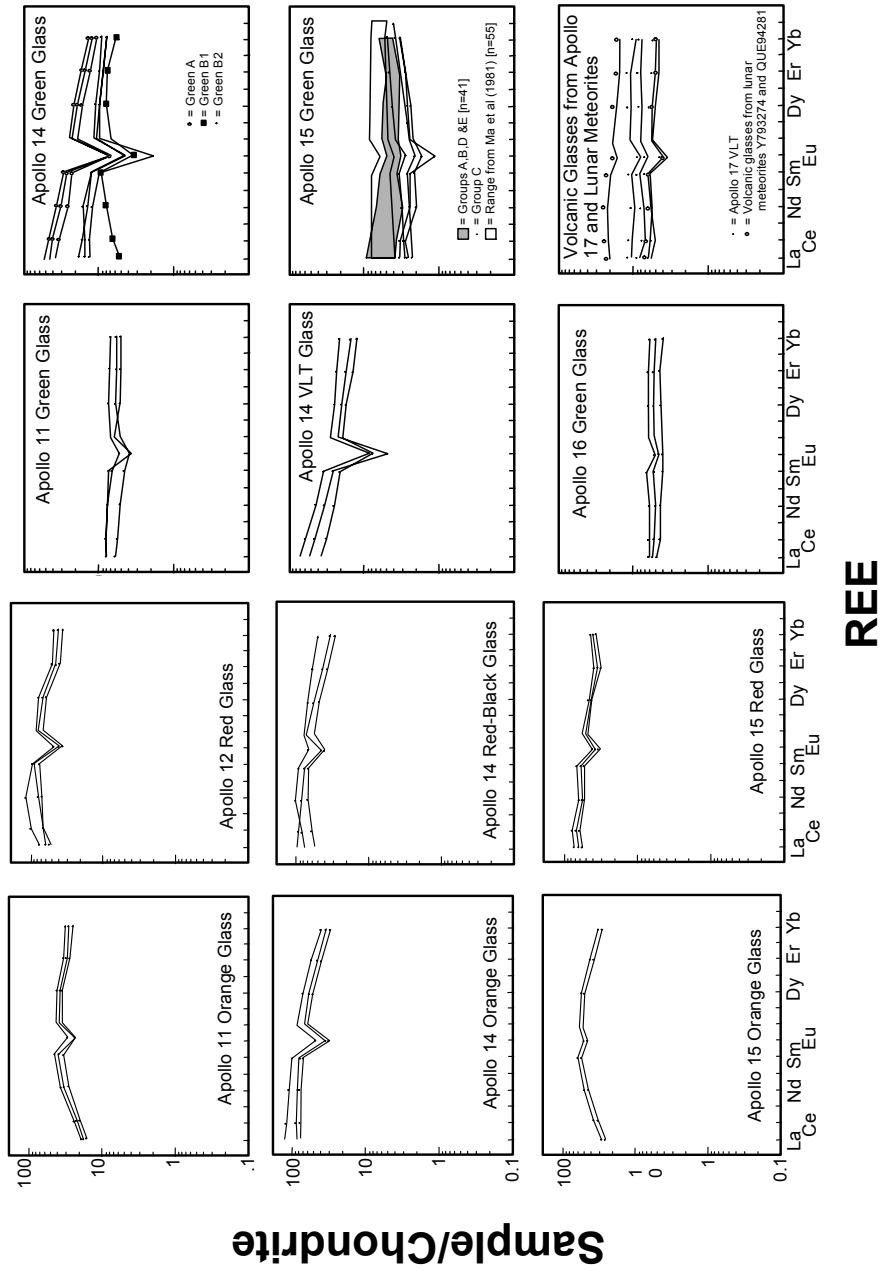 Sample/Chondrite
100
10
1
.1
Apollo 11 Orange Glass
Apollo 12 Red Glass
Apollo 11 Green Glass
Apollo 14 Green Glass
= Green A
= Green B1
= Green B2
100
10
1
0.1
Apollo 14 Orange Glass
Apollo 14 Red-Black Glass
Apollo 14 VLT Glass
Apollo 15 Green Glass
= Groups A,B,D &E [n=41]
= Group C
= Range from Ma et al (1981) [n=55]
100
1
0
1
0.1
Apollo 15 Orange Glass
Apollo 15 Red Glass
Apollo 16 Green Glass
Volcanic Glasses from Apollo
17 and Lunar Meteorites
= Apollo 17 VLT
= Volcanic glasses from lunar
meteorites Y793274 and QUE94281
La Ce Nd Sm Eu Dy Er Yb
La Ce Nd Sm Eu Dy Er Yb
La Ce Nd Sm Eu Dy Er Yb
La Ce Nd Sm Eu Dy Er Yb
REE